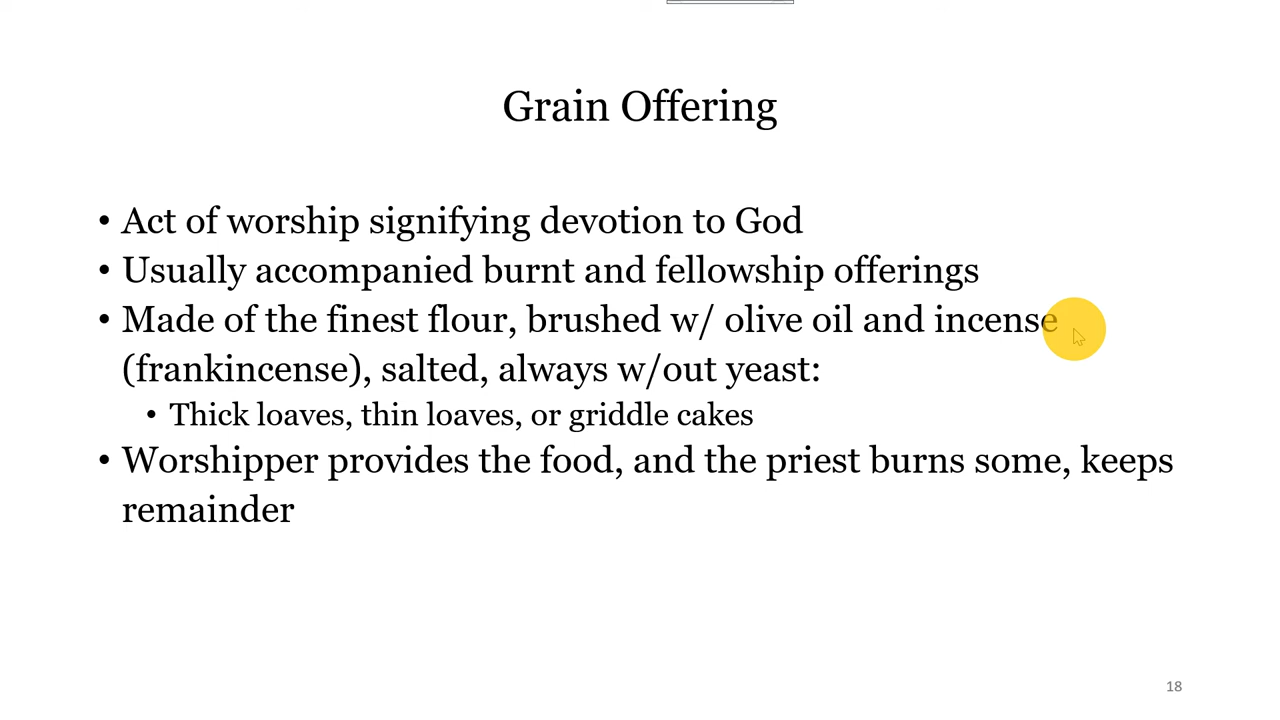 Grain Offering
• Act of worship signifying devotion to God
• Usually accompanied burnt and fellowship offerings
• Made of the finest flour, brushed w/ olive oil and incense
(frankincense), salted, always w/out yeast:
• Thick loaves, thin loaves, or griddle cakes
• Worshipper provides the food, and the priest burns some, keeps
remainder
18